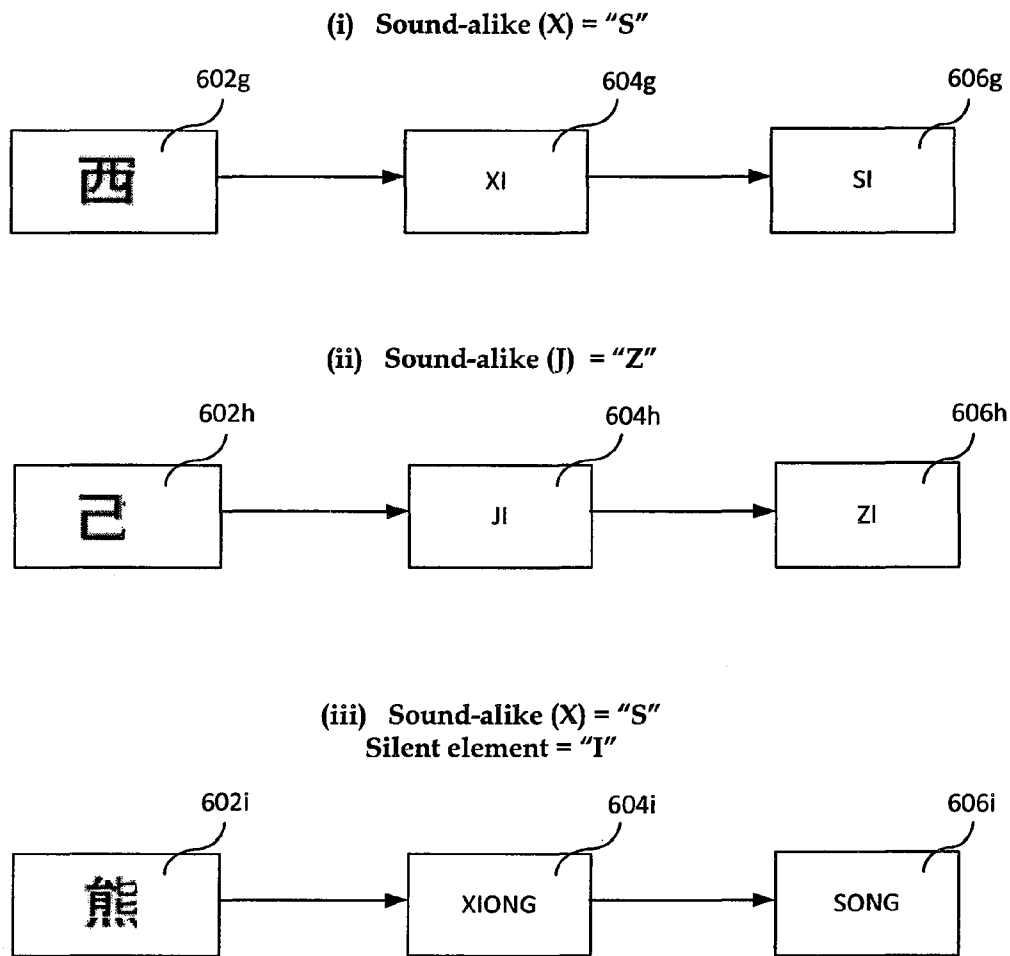 (i) Sound-alike (X) = “S”
602g 604g 606g
西 XI SI
(ii) Sound-alike (J) = “Z”
602h 604h 606h
己 JI ZI
(iii) Sound-alike (X) = “S”
Silent element = “I”
602i 604i 606i
熊 XIONG SONG